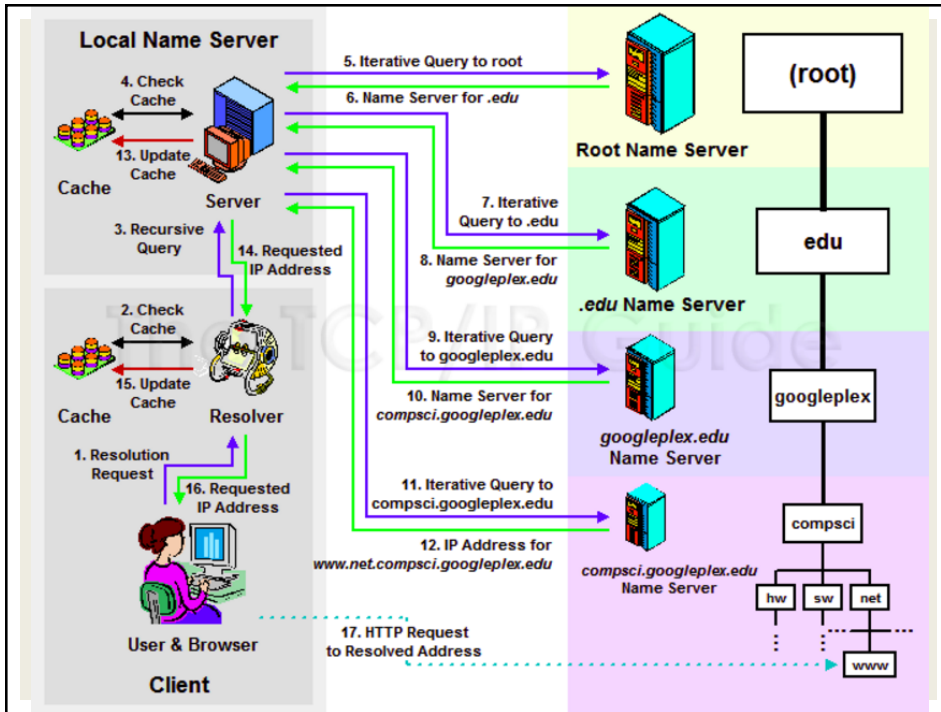 Local Name Server
4. Check
Cache
13. Update
Cache
Cache
Server
3. Recursive
Query
14. Requested
IP Address
2. Check
Cache
15. Update
Cache
Cache
Resolver
1. Resolution
Request
16. Requested
IP Address
User & Browser
Client
5. Iterative Query to root
6. Name Server for .edu
7. Iterative
Query to .edu
8. Name Server for
googleplex.edu
9. Iterative Query
to googleplex.edu
10. Name Server for
compsci.googleplex.edu
11. Iterative Query to
compsci.googleplex.edu
12. IP Address for
www.net.compsci.googleplex.edu
17. HTTP Request
to Resolved Address
Root Name Server
.edu Name Server
googleplex.edu
Name Server
compsci.googleplex.edu
Name Server
(root)
edu
googleplex
compsci
hw
sw
net
www
The TCP/IP Guide